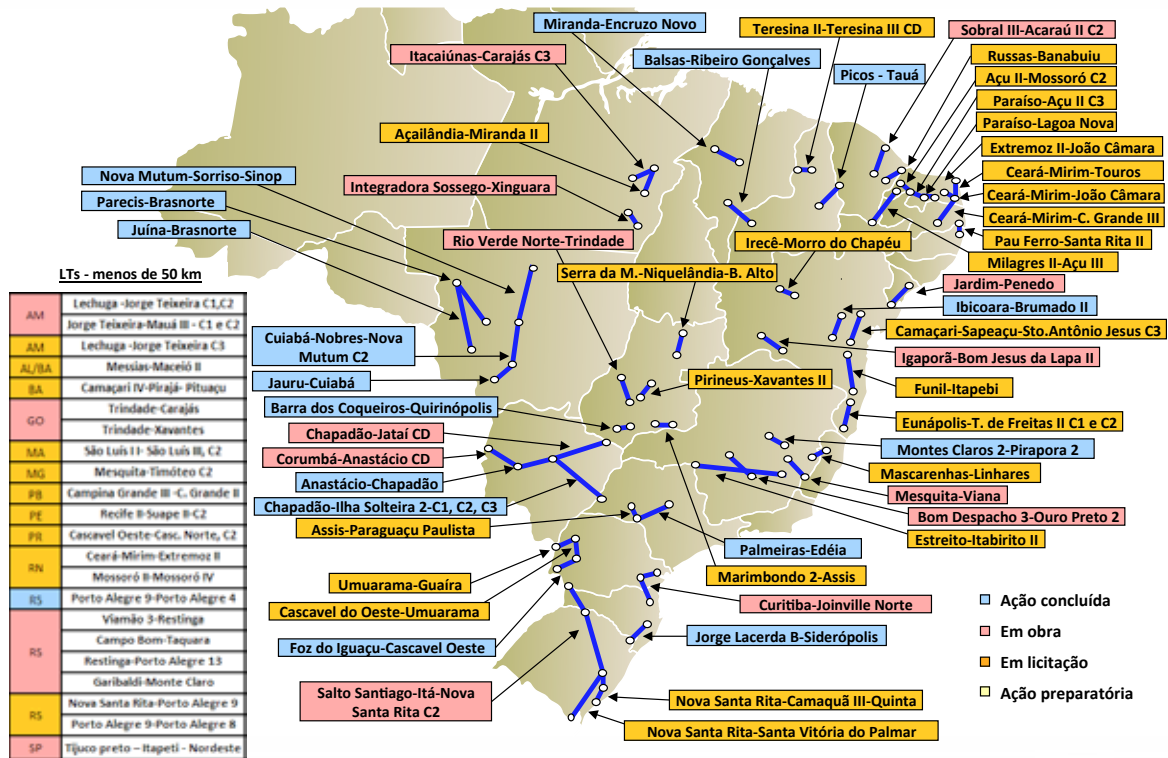 Miranda-Encruzo Novo
Teresina II-Teresina III CD
Sobral III-Acaraú II C2
Itacaiúnas-Carajás C3
Balsas-Ribeiro Gonçalves
Russas-Banabuiu
Picos - Tauá
Açu II-Mossoró C2
Paraíso-Açu II C3
Açailândia-Miranda II
Paraíso-Lagoa Nova
Extremoz II-João Câmara
Nova Mutum-Sorriso-Sinop
Ceará-Mirim-Touros
Integradora Sossego-Xinguara
Ceará-Mirim-João Câmara
Parecis-Brasnorte
Ceará-Mirim-C. Grande III
Juína-Brasnorte
Rio Verde Norte-Trindade
Irecê-Morro do Chapéu
Pau Ferro-Santa Rita II
Milagres II-Açu III
Serra da M.-Niquelândia-B. Alto
Jardim-Penedo
Ibicoara-Brumado II
Camaçari-Sapeaçu-Sto.Antônio Jesus C3
Cuiabá-Nobres-Nova
Mutum C2
Igaporã-Bom Jesus da Lapa II
Jauru-Cuiabá
Pirineus-Xavantes II
Funil-Itapebi
Barra dos Coqueiros-Quirinópolis
Eunápolis-T. de Freitas II C1 e C2
Chapadão-Jataí CD
Montes Claros 2-Pirapora 2
Corumbá-Anastácio CD
Mascarenhas-Linhares
Anastácio-Chapadão
Mesquita-Viana
Chapadão-Ilha Solteira 2-C1, C2, C3
Bom Despacho 3-Ouro Preto 2
Assis-Paraguaçu Paulista
Estreito-Itabirito II
Palmeiras-Edéia
Marimbondo 2-Assis
Umuarama-Guaíra
Cascavel do Oeste-Umuarama
Curitiba-Joinville Norte
Foz do Iguaçu-Cascavel Oeste
Jorge Lacerda B-Siderópolis
Salto Santiago-Itá-Nova
Santa Rita C2
Nova Santa Rita-Camaquã III-Quinta
Nova Santa Rita-Santa Vitória do Palmar
Ação concluída
Em obra
Em licitação
Ação preparatória
LTs - menos de 50 km
AM
Lechuga -Jorge Teixeira C1,C2
Jorge Teixeira-Mauá III - C1 e C2
AM Lechuga -Jorge Teixeira C3
AL/BA Messias-Maceió II
BA Camaçari IV-Pirajá- Pituaçu
GO
Trindade-Carajás
Trindade-Xavantes
MA São Luís II- São Luís III, C2
MG Mesquita-Timóteo C2
PB Campina Grande III -C. Grande II
PE Recife II-Suape II-C2
PR Cascavel Oeste-Casc. Norte, C2
RN
Ceará-Mirim-Extremoz II
Mossoró II-Mossoró IV
RS Porto Alegre 9-Porto Alegre 4
RS
Viamão 3-Restinga
Campo Bom-Taquara
Restinga-Porto Alegre 13
Garibaldi-Monte Claro
RS
Nova Santa Rita-Porto Alegre 9
Porto Alegre 9-Porto Alegre 8
SP Tijuco preto – Itapeti - Nordeste